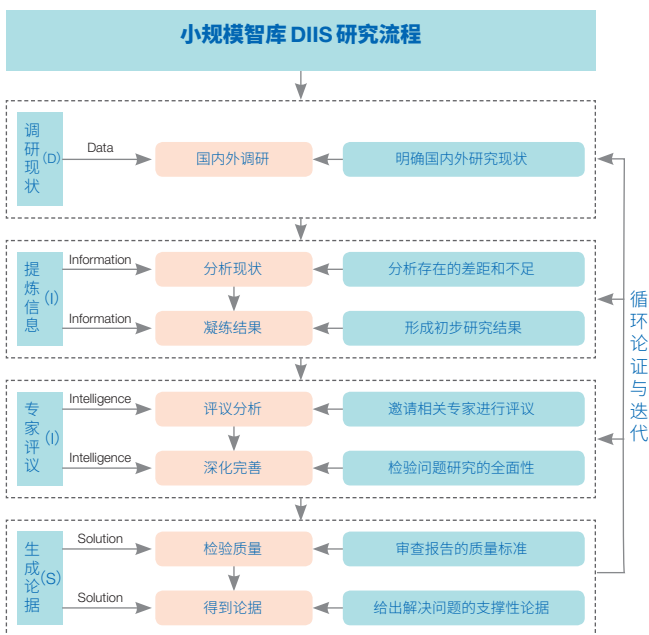 小规模智库 DIIS 研究流程
调研现状 (D)
Data
国内外调研
明确国内外研究现状
提炼信息 (I)
Information
分析现状
分析存在的差距和不足
Information
凝练结果
形成初步研究结果
专家评议 (I)
Intelligence
评议分析
邀请相关专家进行评议
Intelligence
深化完善
检验问题研究的全面性
生成论据 (S)
Solution
检验质量
审查报告的质量标准
Solution
得到论据
给出解决问题的支撑性论据
循环论证与迭代